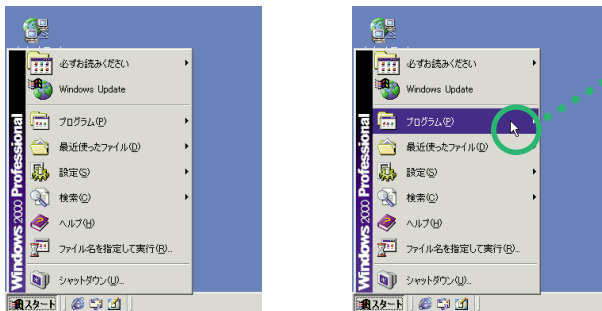 必ずお読みください
Windows Update
プログラム(P)
最近使ったファイル(D)
設定(S)
検索(C)
ヘルプ(H)
ファイル名を指定して実行(R)...
シャットダウン(U)...
Windows 2000 Professional
スタート
必ずお読みください
Windows Update
プログラム(P)
最近使ったファイル(D)
設定(S)
検索(C)
ヘルプ(H)
ファイル名を指定して実行(R)...
シャットダウン(U)...
Windows 2000 Professional
スタート